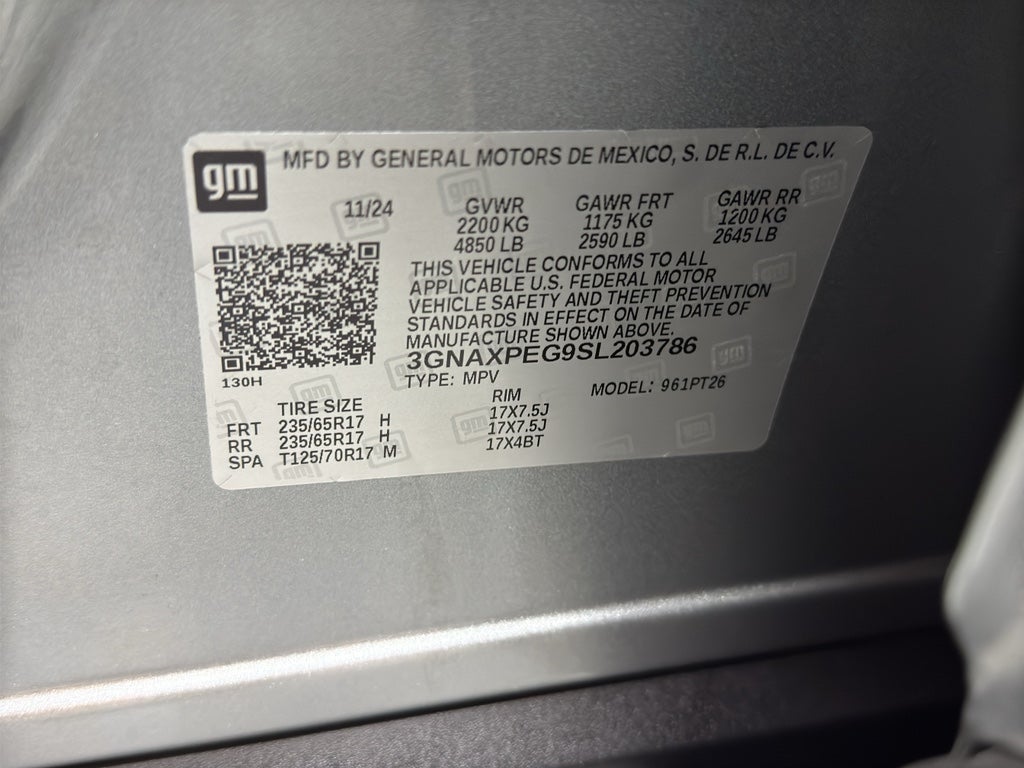 gm
MFD BY GENERAL MOTORS DE MEXICO, S. DE R.L. DE C.V.
11/24 GVWR GAWR FRT GAWR RR
2200 KG 1175 KG 1200 KG
4850 LB 2590 LB 2645 LB
THIS VEHICLE CONFORMS TO ALL
APPLICABLE U.S. FEDERAL MOTOR
VEHICLE SAFETY AND THEFT PREVENTION
STANDARDS IN EFFECT ON THE DATE OF
MANUFACTURE SHOWN ABOVE.
3GNAXPEG9SL203786
130H
TYPE: MPV MODEL: 961PT26
TIRE SIZE RIM
FRT 235/65R17 H 17X7.5J
RR 235/65R17 H 17X7.5J
SPA T125/70R17 M 17X4BT